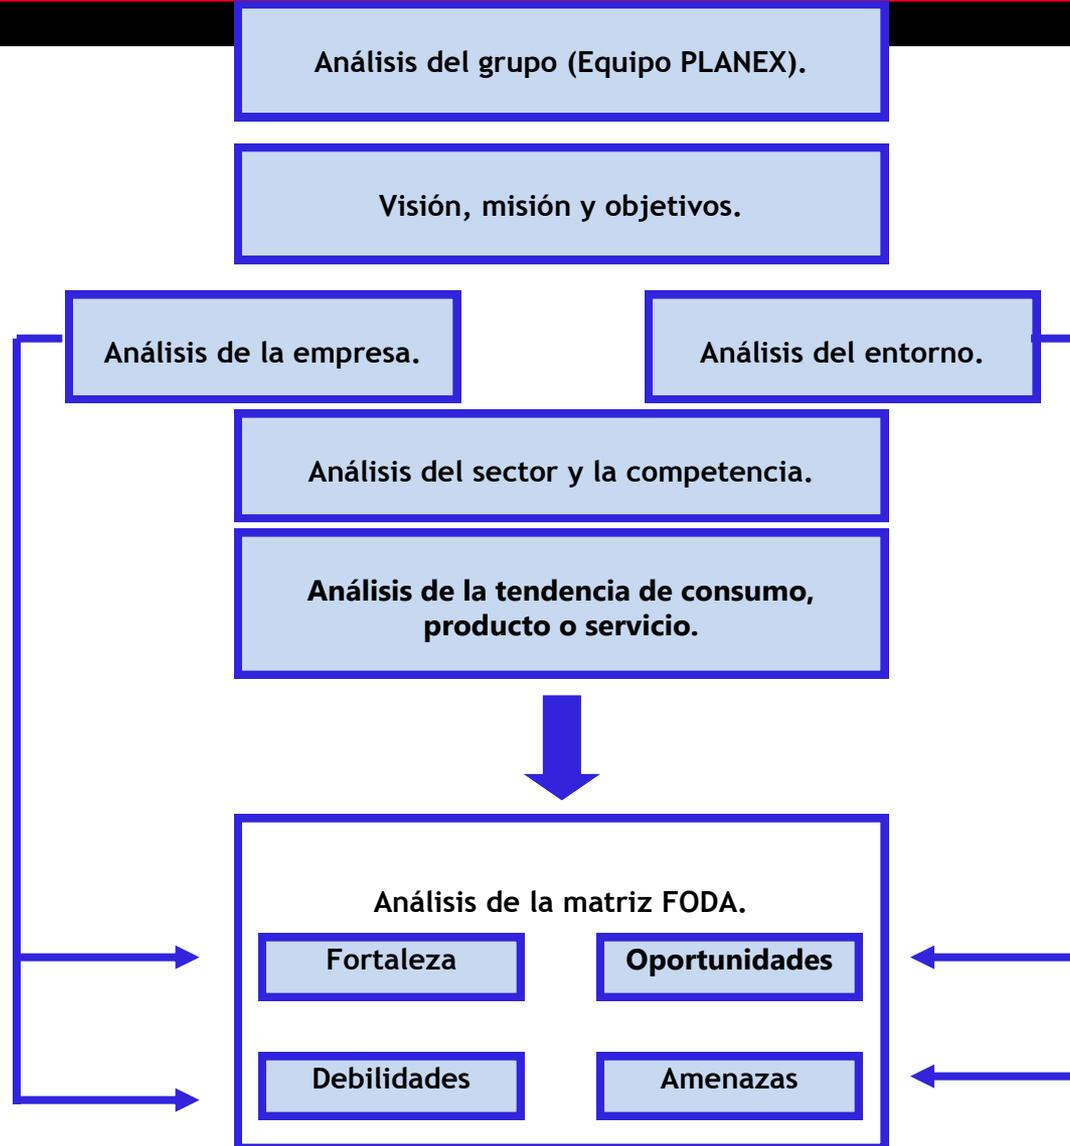 Análisis del grupo (Equipo PLANEX).
Visión, misión y objetivos.
Análisis de la empresa.
Análisis del entorno.
Análisis del sector y la competencia.
Análisis de la tendencia de consumo,
producto o servicio.
Análisis de la matriz FODA.
Fortaleza
Oportunidades
Debilidades
Amenazas